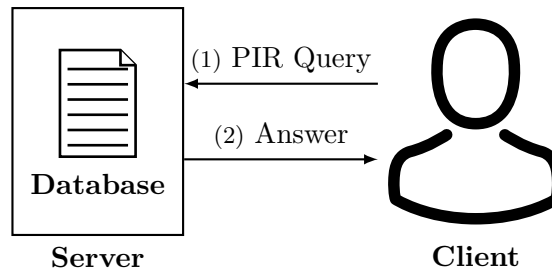 (1) PIR Query
(2) Answer
Database
Server
Client